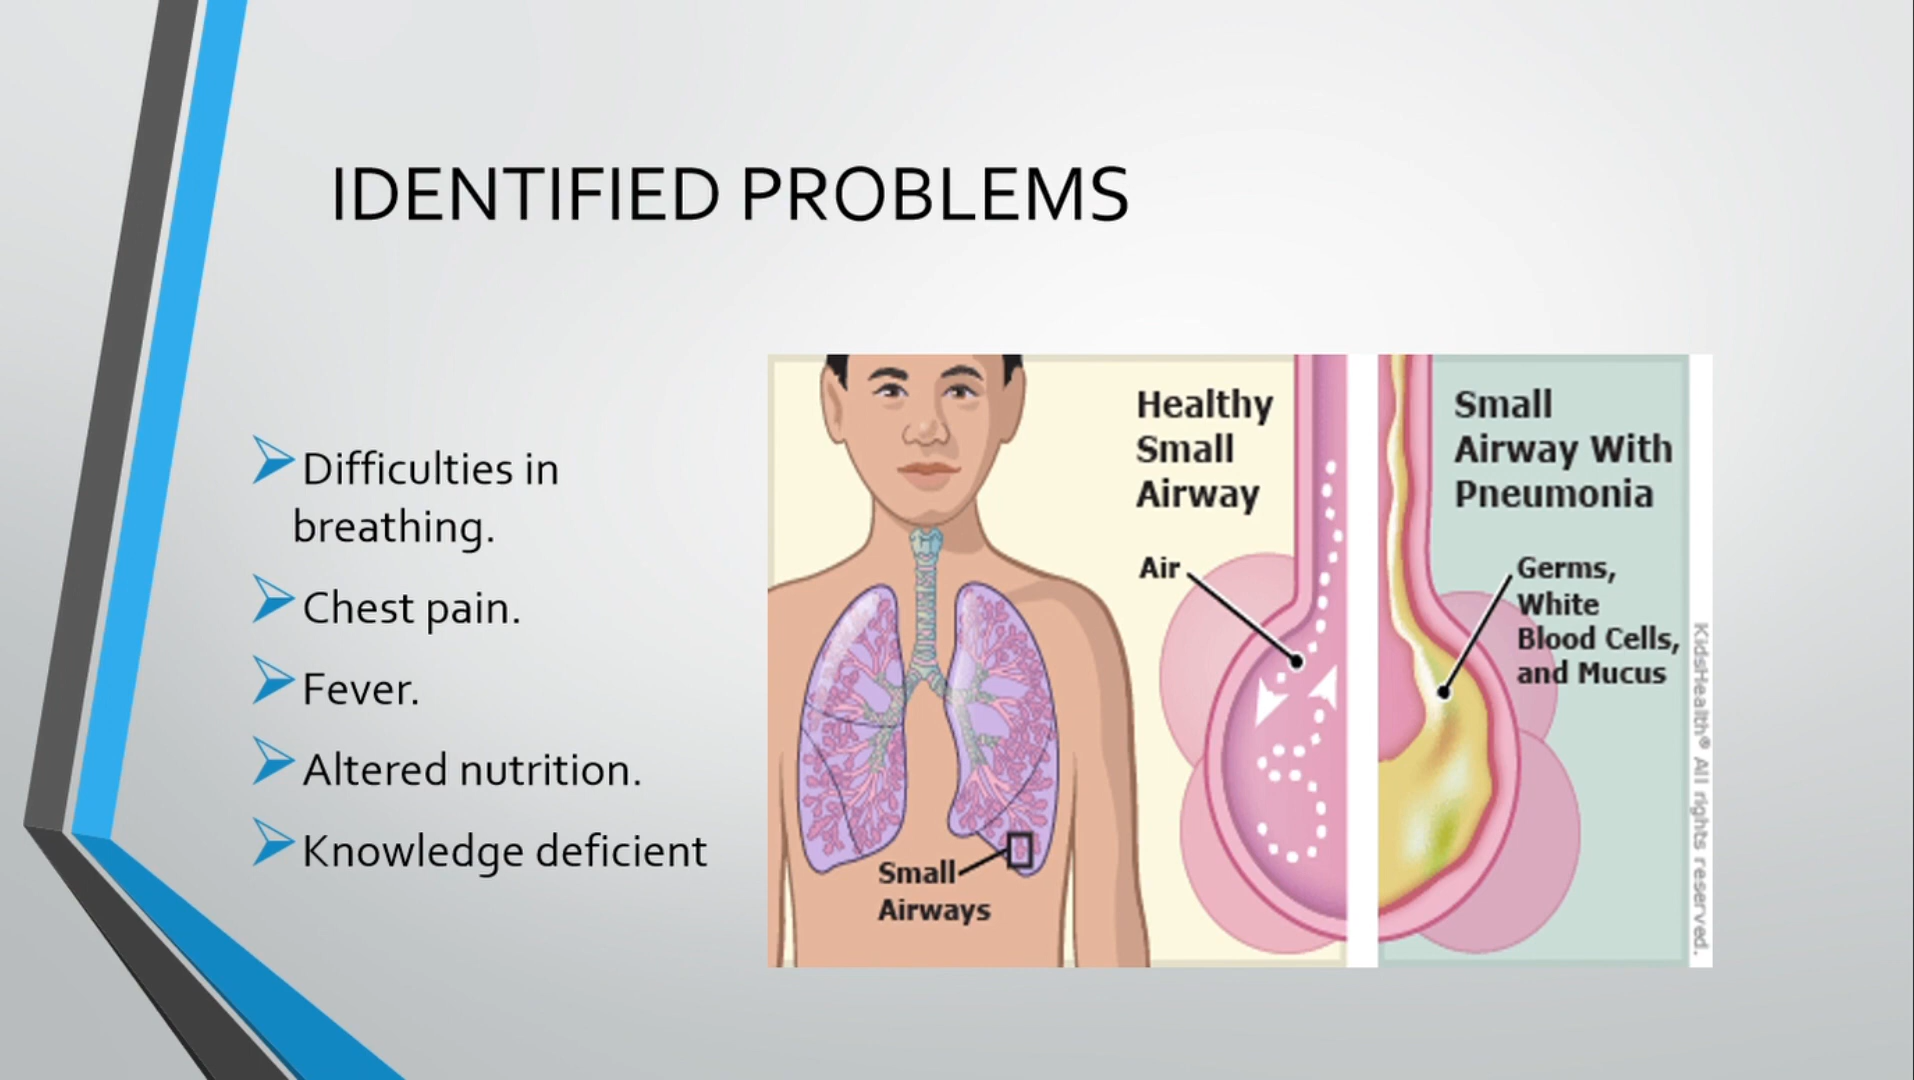 IDENTIFIED PROBLEMS
Difficulties in
breathing.
Chest pain.
Fever.
Altered nutrition.
Knowledge deficient
Healthy
Small
Airway
Air
Small
Airways
Small
Airway With
Pneumonia
Germs,
White
Blood Cells,
and Mucus
KidsHealth® All rights reserved.